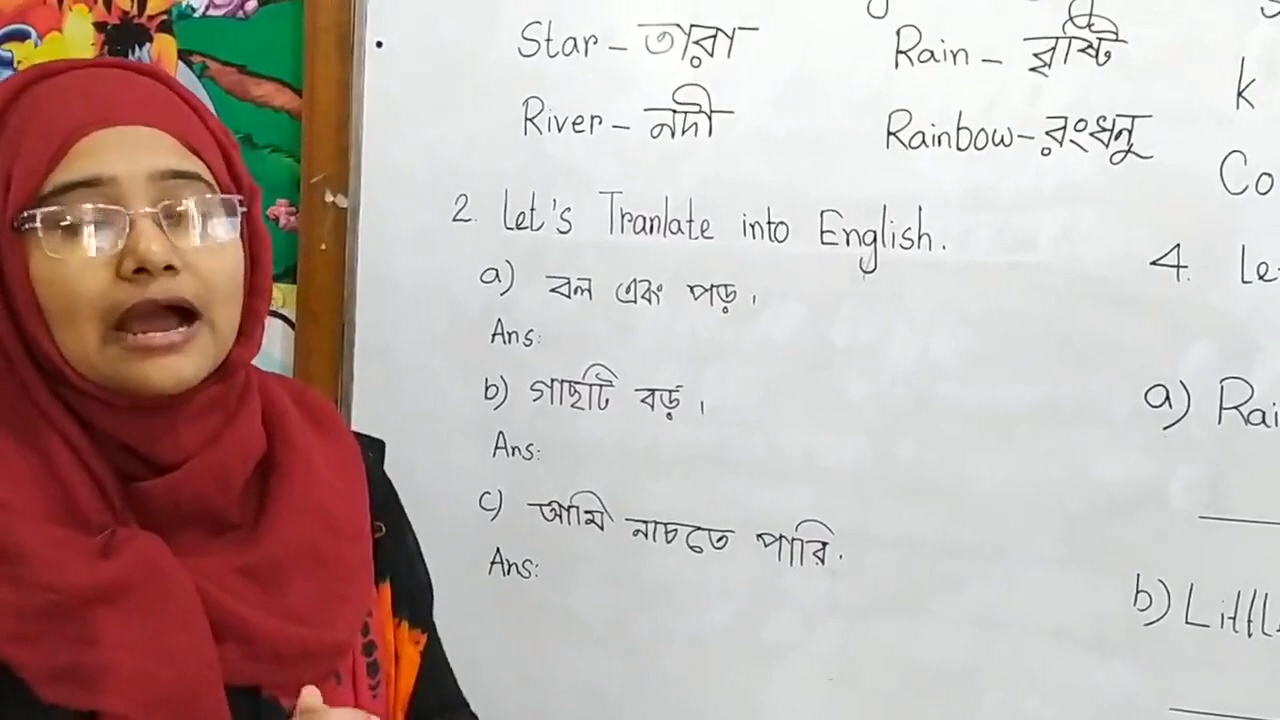 Star - তারা
Rain - বৃষ্টি
River - নদী
Rainbow - রংধনু
k
Co
2. Let's Tranlate into English.
a) বল এবং পড় ।
Ans:
b) গাছটি বড় ।
Ans:
c) আমি নাচতে পারি.
Ans:
4. Le
a) Rai
b) Littl